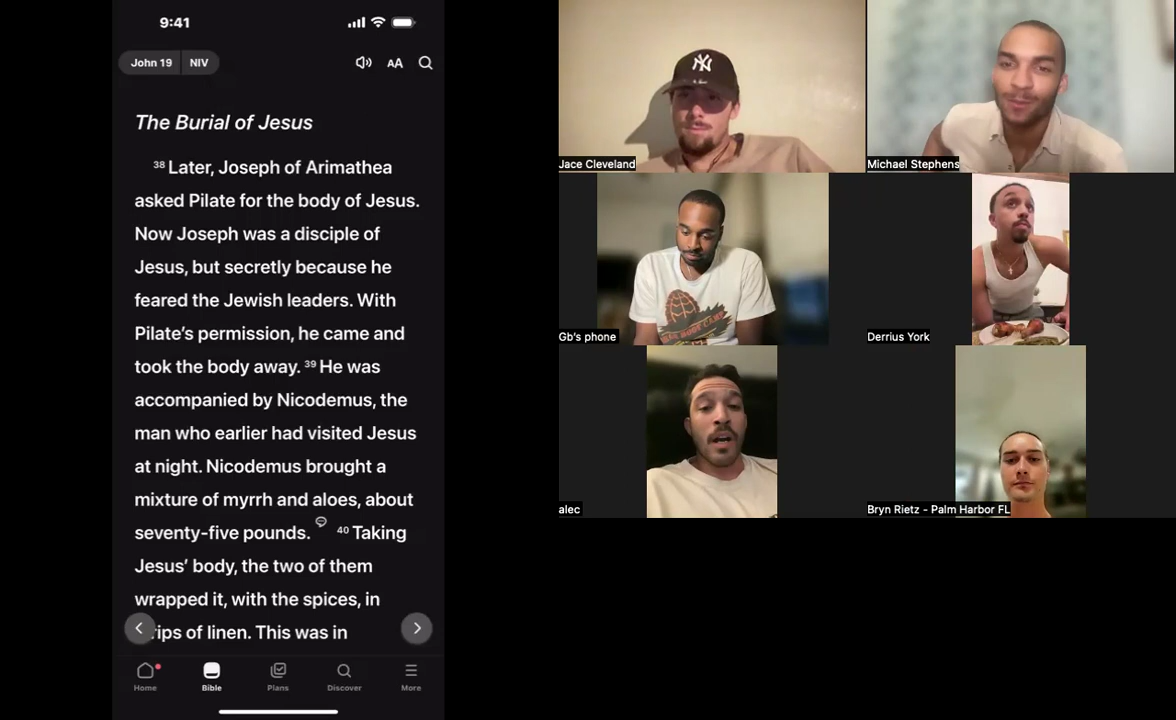 9:41
John 19 NIV AA
The Burial of Jesus
38 Later, Joseph of Arimathea
asked Pilate for the body of Jesus.
Now Joseph was a disciple of
Jesus, but secretly because he
feared the Jewish leaders. With
Pilate’s permission, he came and
took the body away. 39 He was
accompanied by Nicodemus, the
man who earlier had visited Jesus
at night. Nicodemus brought a
mixture of myrrh and aloes, about
seventy-five pounds. 40 Taking
Jesus’ body, the two of them
wrapped it, with the spices, in
of linen. This was in
Home Bible Plans Discover More
NY
Jace Cleveland
Michael Stephens
Gb's phone
Derrius York
alec
Bryn Rietz - Palm Harbor FL